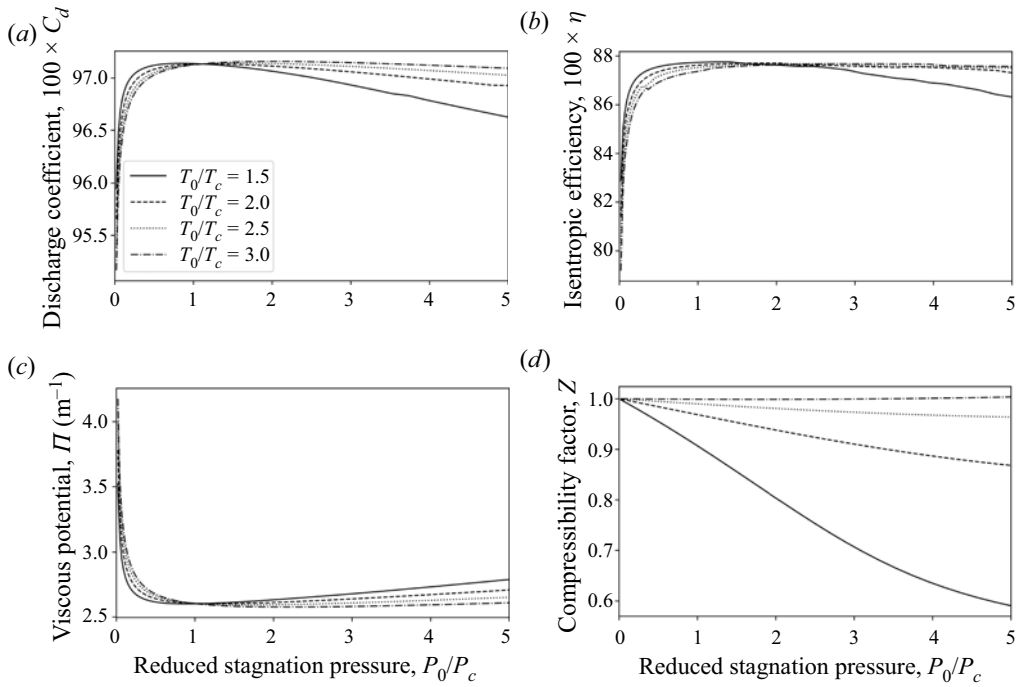 (a)
Discharge coefficient, 100 × C_d
97.0
96.5
96.0
95.5
T_0/T_c = 1.5
T_0/T_c = 2.0
T_0/T_c = 2.5
T_0/T_c = 3.0
0 1 2 3 4 5
(b)
Isentropic efficiency, 100 × η
88
86
84
82
80
0 1 2 3 4 5
(c)
Viscous potential, Π (m⁻¹)
4.0
3.5
3.0
2.5
0 1 2 3 4 5
Reduced stagnation pressure, P_0/P_c
(d)
Compressibility factor, Z
1.0
0.9
0.8
0.7
0.6
0 1 2 3 4 5
Reduced stagnation pressure, P_0/P_c